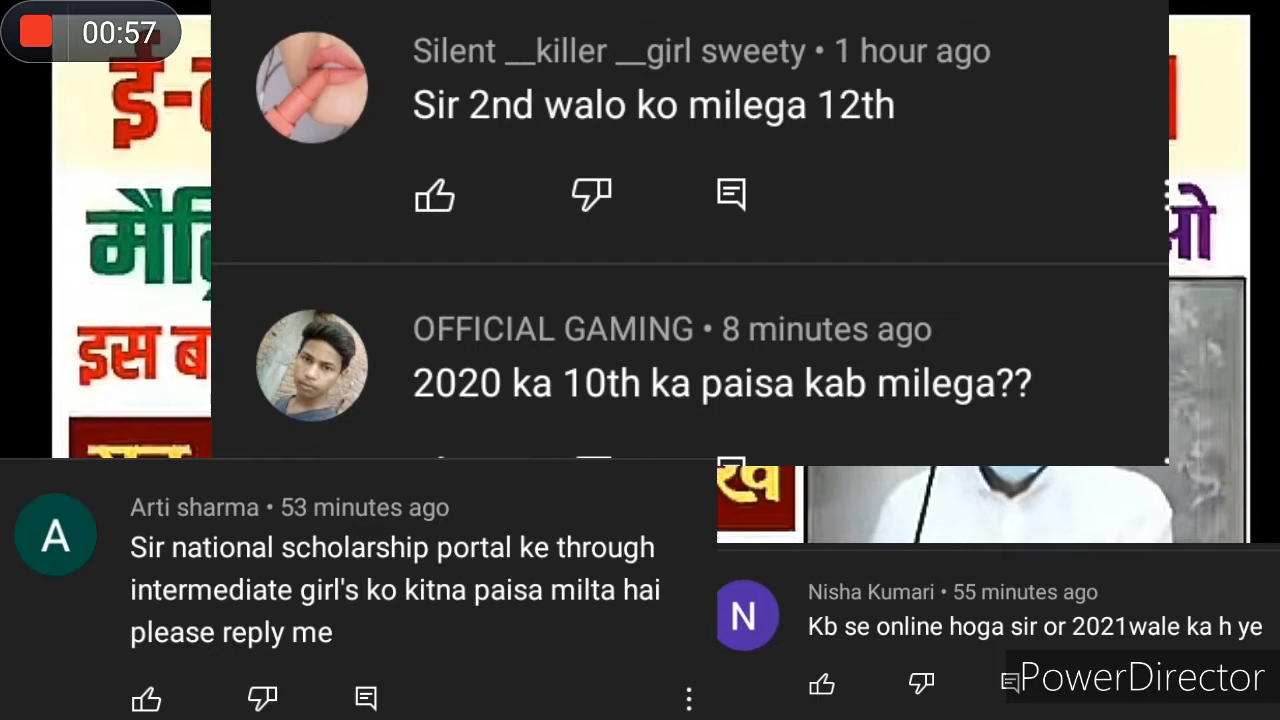 00:57
Silent __killer __girl sweety • 1 hour ago
Sir 2nd walo ko milega 12th
OFFICIAL GAMING • 8 minutes ago
2020 ka 10th ka paisa kab milega??
A
Arti sharma • 53 minutes ago
Sir national scholarship portal ke through
intermediate girl's ko kitna paisa milta hai
please reply me
N
Nisha Kumari • 55 minutes ago
Kb se online hoga sir or 2021wale ka h ye
PowerDirector
ई-
इस